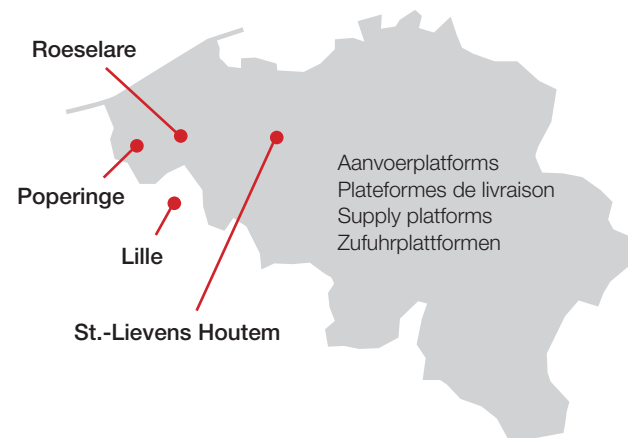 Roeselare
Aanvoerplatforms
Plateformes de livraison
Supply platforms
Zufuhrplattformen
Poperinge
Lille
St.-Lievens Houtem